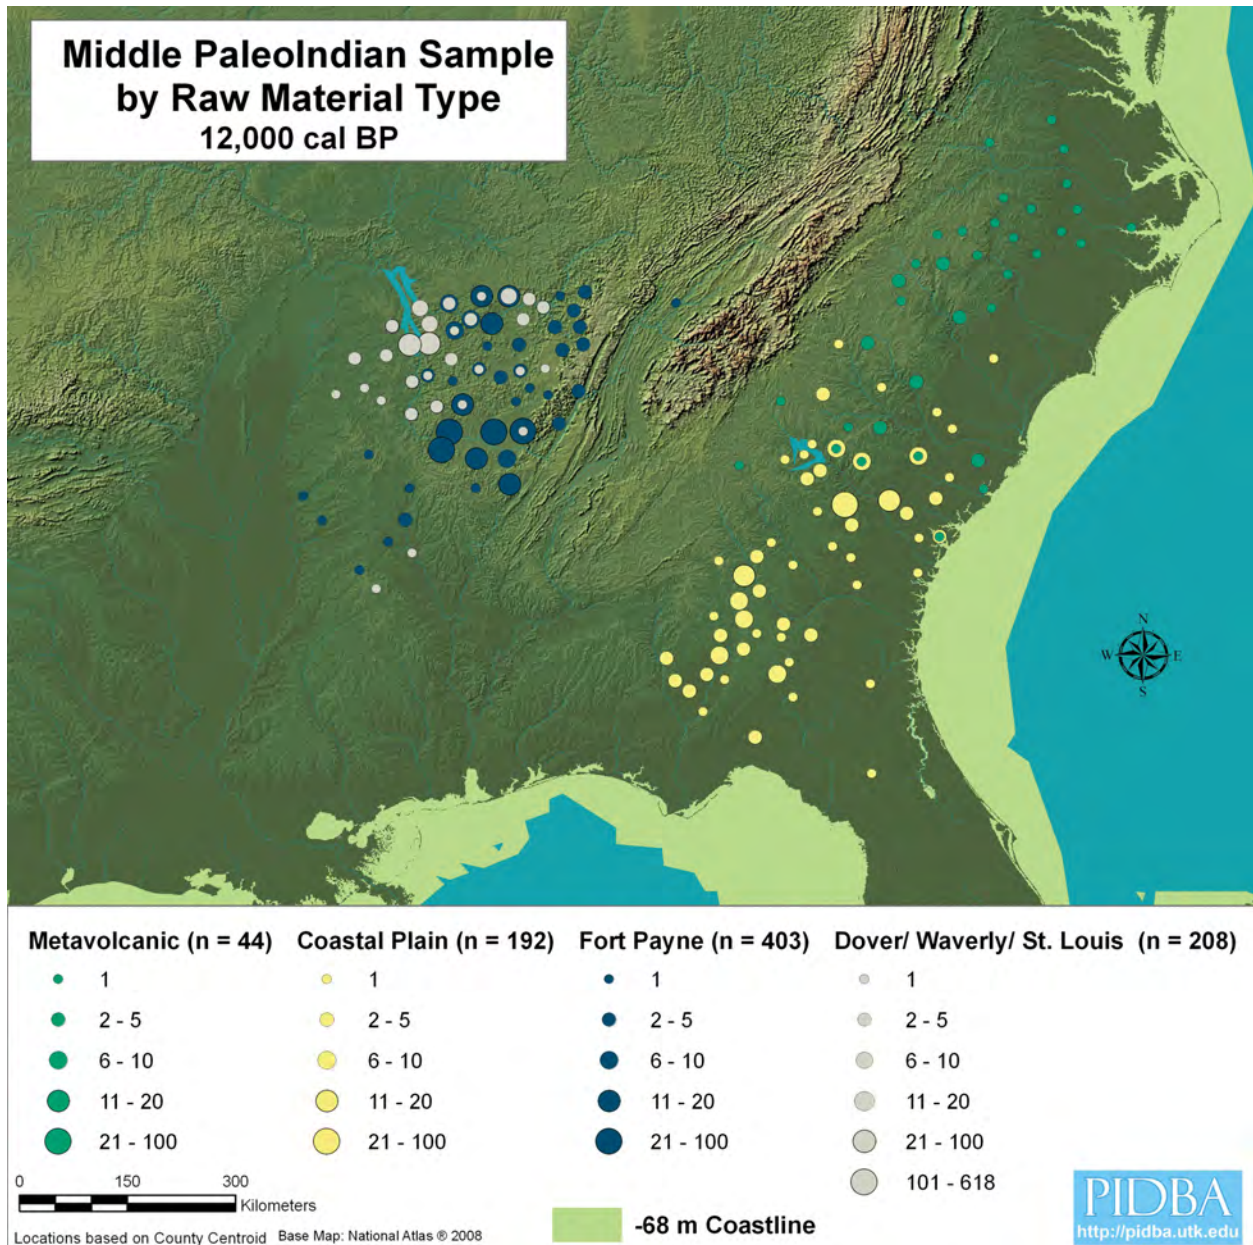 Middle PaleoIndian Sample
by Raw Material Type
12,000 cal BP
N
W E
S
Metavolcanic (n = 44)
1
2 - 5
6 - 10
11 - 20
21 - 100
Coastal Plain (n = 192)
1
2 - 5
6 - 10
11 - 20
21 - 100
Fort Payne (n = 403)
1
2 - 5
6 - 10
11 - 20
21 - 100
Dover/ Waverly/ St. Louis (n = 208)
1
2 - 5
6 - 10
11 - 20
21 - 100
101 - 618
0 150 300
Kilometers
Locations based on County Centroid Base Map: National Atlas ® 2008
-68 m Coastline
PIDBA
http://pidba.utk.edu